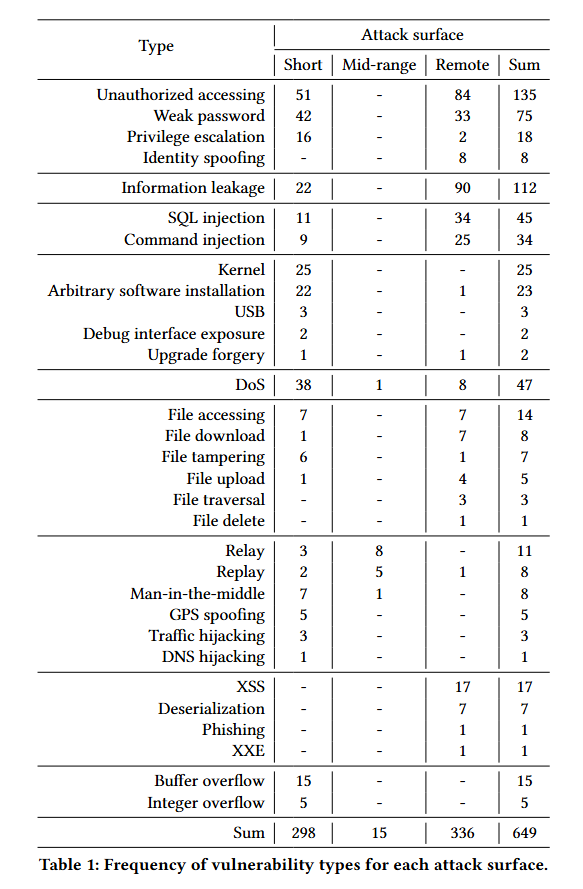 Type Attack surface
Short Mid-range Remote Sum
Unauthorized accessing 51 - 84 135
Weak password 42 - 33 75
Privilege escalation 16 - 2 18
Identity spoofing - - 8 8
Information leakage 22 - 90 112
SQL injection 11 - 34 45
Command injection 9 - 25 34
Kernel 25 - - 25
Arbitrary software installation 22 - 1 23
USB 3 - - 3
Debug interface exposure 2 - - 2
Upgrade forgery 1 - 1 2
DoS 38 1 8 47
File accessing 7 - 7 14
File download 1 - 7 8
File tampering 6 - 1 7
File upload 1 - 4 5
File traversal - - 3 3
File delete - - 1 1
Relay 3 8 - 11
Replay 2 5 1 8
Man-in-the-middle 7 1 - 8
GPS spoofing 5 - - 5
Traffic hijacking 3 - - 3
DNS hijacking 1 - - 1
XSS - - 17 17
Deserialization - - 7 7
Phishing - - 1 1
XXE - - 1 1
Buffer overflow 15 - - 15
Integer overflow 5 - - 5
Sum 298 15 336 649
Table 1: Frequency of vulnerability types for each attack surface.